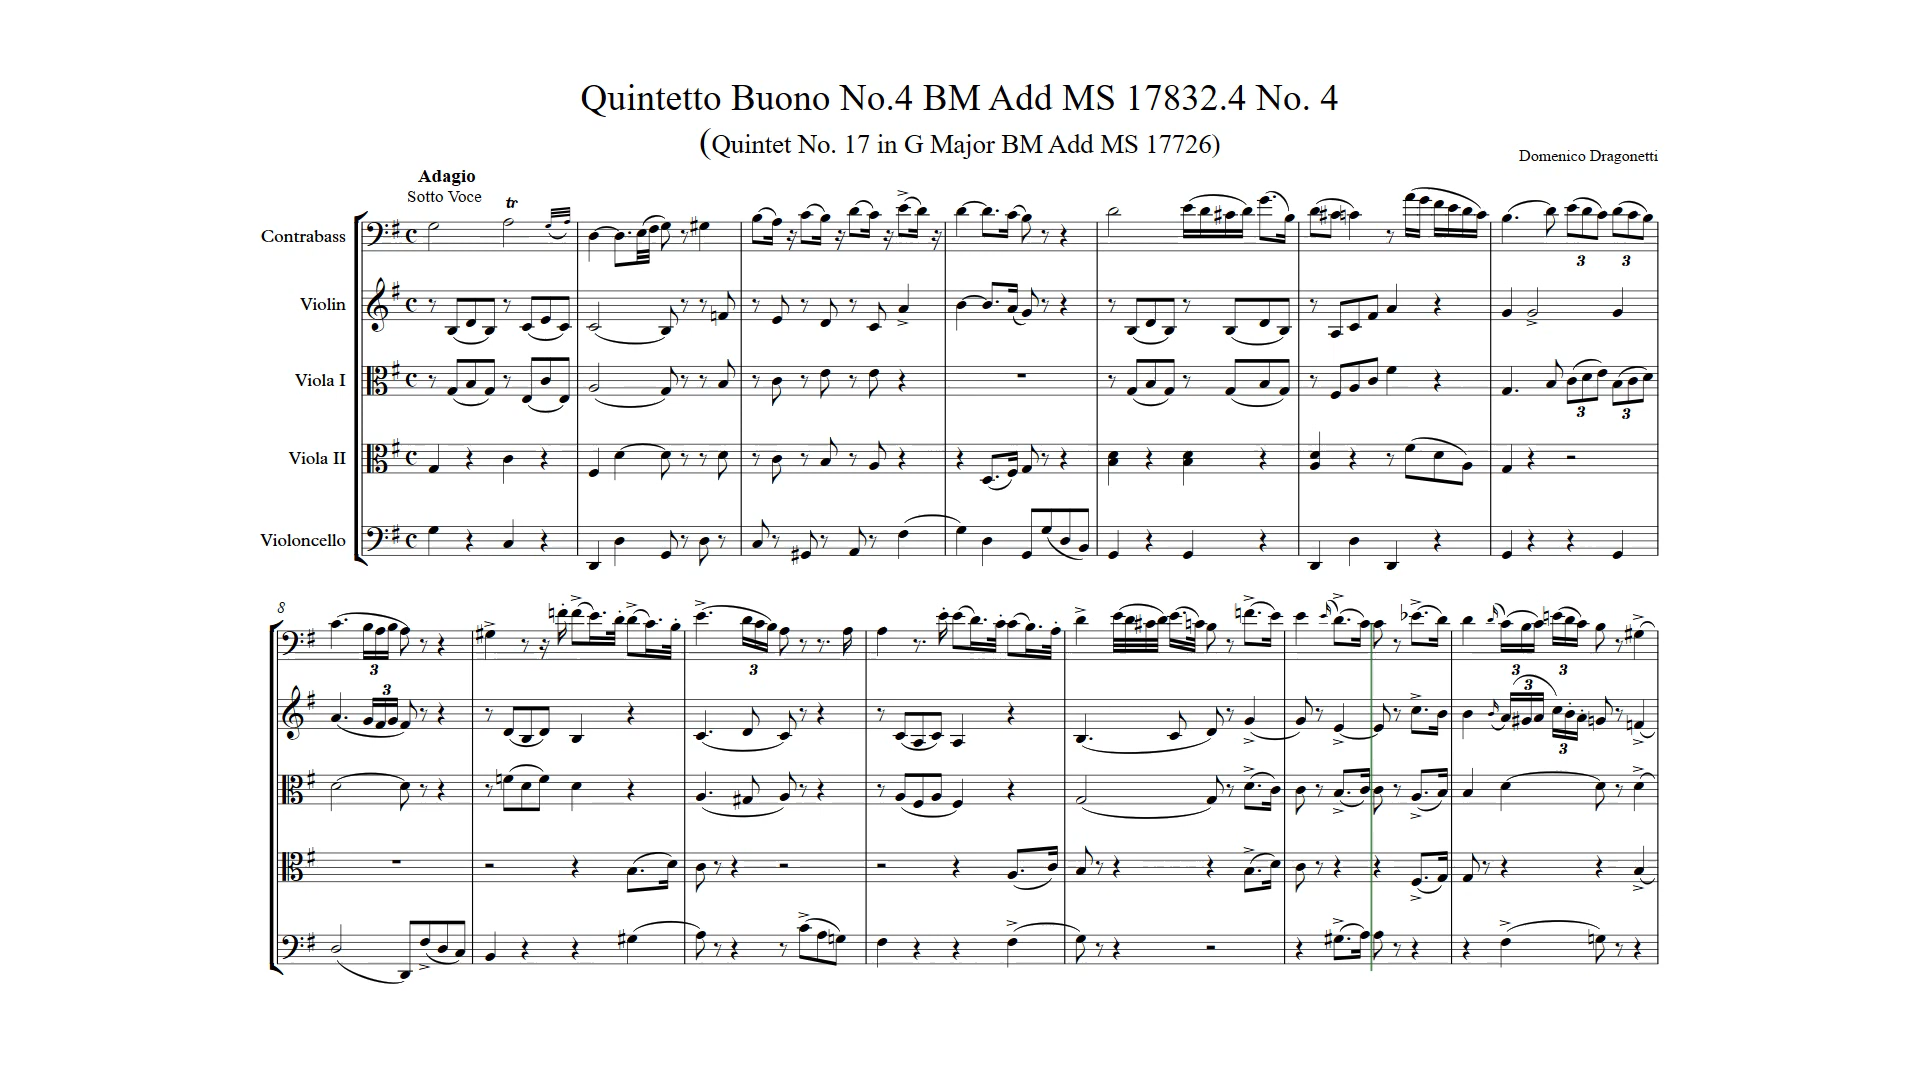 Quintetto Buono No.4 BM Add MS 17832.4 No. 4
(Quintet No. 17 in G Major BM Add MS 17726)
Domenico Dragonetti
Adagio
Sotto Voce
tr
Contrabass
3 3
Violin
Viola I
3 3
Viola II
Violoncello
8
3 3 3 3
3 3 3